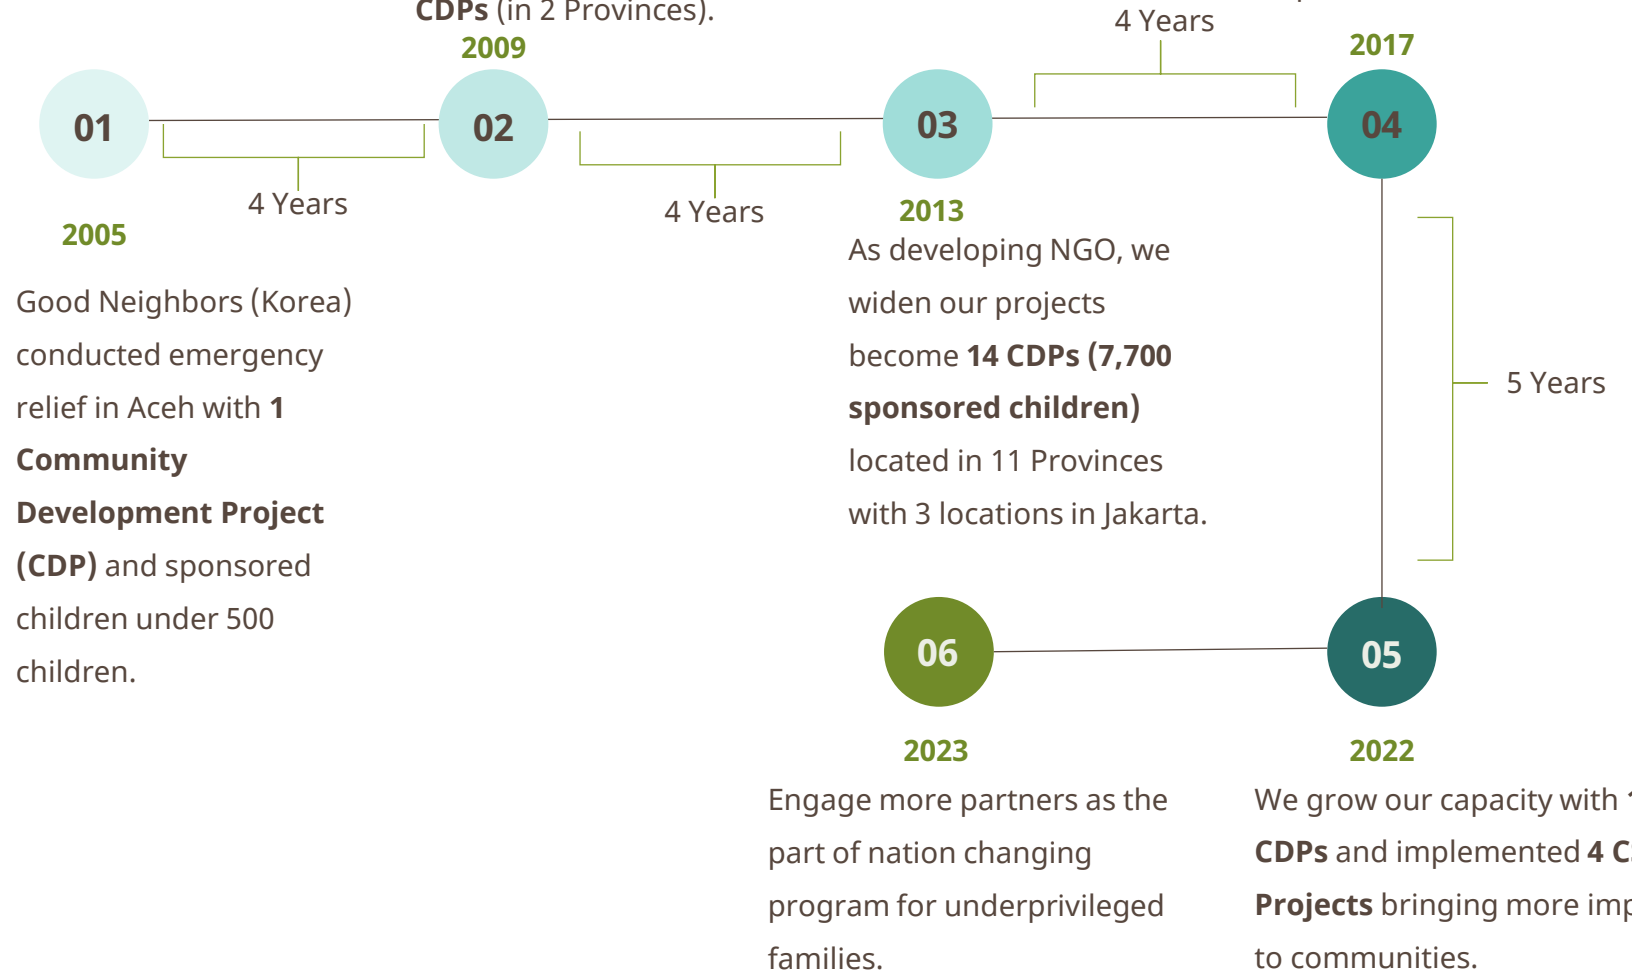 CDPs (in 2 Provinces).
2009
4 Years
2017
01
02
03
04
4 Years
4 Years
2005
2013
Good Neighbors (Korea)
conducted emergency
relief in Aceh with 1
Community
Development Project
(CDP) and sponsored
children under 500
children.
As developing NGO, we
widen our projects
become 14 CDPs (7,700
sponsored children)
located in 11 Provinces
with 3 locations in Jakarta.
5 Years
06
05
2023
Engage more partners as the
part of nation changing
program for underprivileged
families.
2022
We grow our capacity with
CDPs and implemented 4
Projects bringing more
to communities.